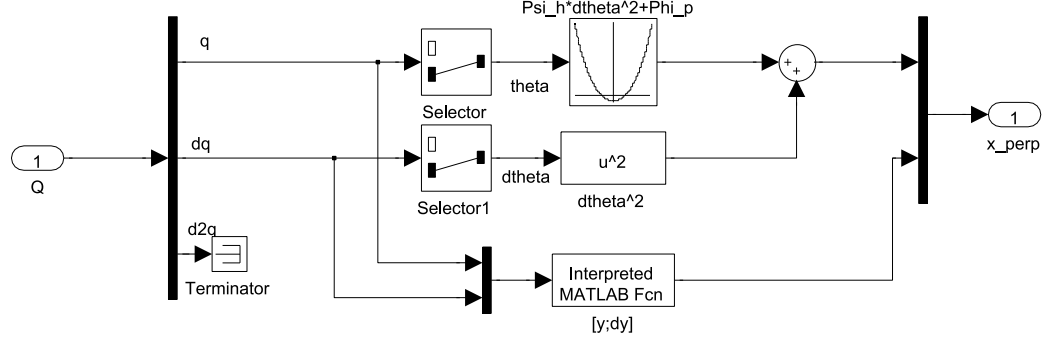 Psi_h*dtheta^2+Phi_p
q
theta
Selector
+
+
1
x_perp
1
Q
dq
dtheta
u^2
Selector1
dtheta^2
d2q
Terminator
Interpreted
MATLAB Fcn
[y;dy]